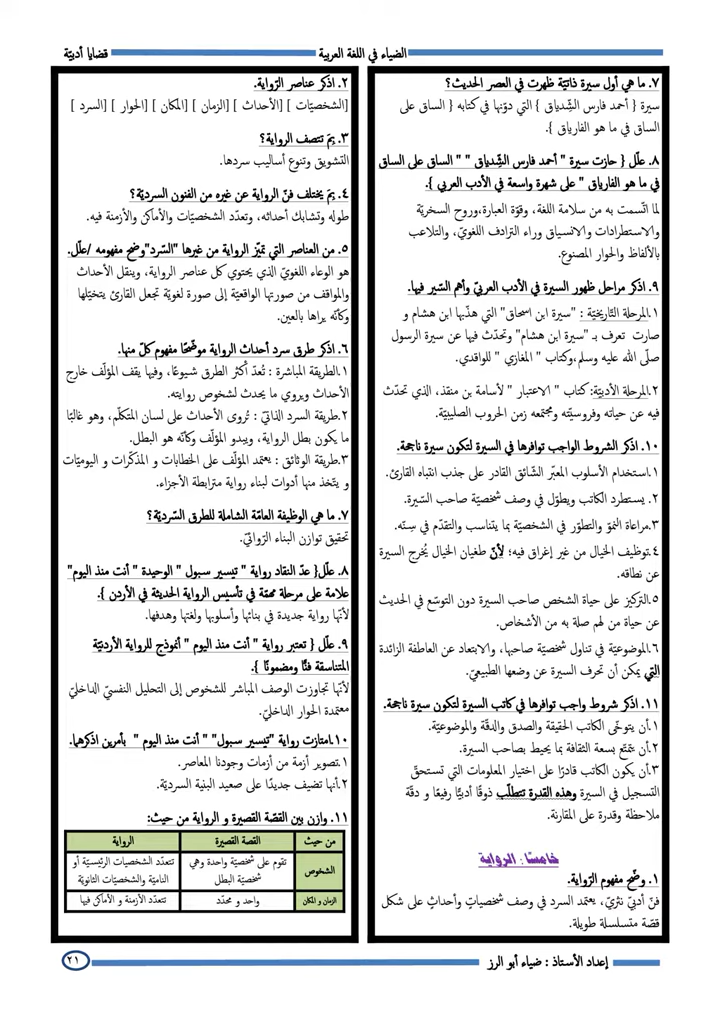 الضياء في اللغة العربية
قضايا أدبيّة
٧. ما هي أول سيرة ذاتيّة ظهرت في العصر الحديث؟
سيرة { أحمد فارس الشّدياق } التي دوّنها في كتابه { الساق على
الساق في ما هو الفارياق }.
٨. علّل { حازت سيرة " أحمد فارس الشّدياق " " الساق على الساق
في ما هو الفارياق " على شهرة واسعة في الأدب العربي }.
لما اتّسمت به من سلامة اللغة، وقوّة العبارة،وروح السخريّة
والاستطرادات والانسياق وراء الترادف اللغويّ، والتلاعب
بالألفاظ والحوار المصنوع.
٩. اذكر مراحل ظهور السيرة في الأدب العربيّ وأهم السّير فيها.
١.المرحلة التّاريخيّة : "سيرة ابن اسحاق" التي هذّبها ابن هشام و
صارت تعرف بـ "سيرة ابن هشام" وتحدّث فيها عن سيرة الرسول
صلّى الله عليه وسلم،وكتاب " المغازي " للواقدي.
٢.المرحلة الأدبيّة: كتاب " الاعتبار " لأسامة بن منقذ، الذي تحدّث
فيه عن حياته وفروسيّته ومجتمعه زمن الحروب الصليبيّة.
١٠. اذكر الشروط الواجب توافرها في السيرة لتكون سيرة ناجحة.
١.استخدام الأسلوب المعبّر الشّائق القادر على جذب انتباه القارئ.
٢. يستطرد الكاتب ويطوّل في وصف شخصيّة صاحب السّيرة.
٣.مراعاة النموّ والتطوّر في الشخصيّة بما يتناسب والتقدّم في سِنّه.
٤.توظيف الخيال من غير إغراق فيه؛ لأنّ طغيان الخيال يُخرج السيرة
عن نطاقه.
٥.التركيز على حياة الشخص صاحب السيرة دون التوسّع في الحديث
عن حياة من لهم صلة به من الأشخاص.
٦.الموضوعيّة في تناول شخصيّة صاحبها، والابتعاد عن العاطفة الزائدة
التي يمكن أن تحرف السيرة عن وضعها الطبيعيّ.
١١. اذكر شروط واجب توافرها في كاتب السيرة لتكون سيرة ناجحة.
١.أن يتوخّى الكاتب الحقيقة والصدق والدقّة والموضوعيّة.
٢.أن يتمتّع بسعة الثقافة بما يحيط بصاحب السيرة.
٣.أن يكون الكاتب قادرًا على اختيار المعلومات التي تستحقّ
التسجيل في السيرة وهذه القدرة تتطلّب ذوقًا أدبيًّا رفيعًا و دقّة
ملاحظة وقدرة على المقارنة.
خامسًا : الرواية
١. وضّح مفهوم الرّواية.
فنّ أدبيّ نثريّ، يعتمد السرد في وصف شخصياتٍ وأحداثٍ على شكل
قصّة متسلسلة طويلة.
٢. اذكر عناصر الرّواية.
[الشخصيّات ] [الأحداث ] [الزمان ] [المكان ] [الحوار ] [السرد ]
٣. بِمَ تتصف الرواية؟
التشويق وتنوع أساليب سردها.
٤. بِمَ يختلف فنّ الرواية عن غيره من الفنون السرديّة؟
طوله وتشابك أحداثه، وتعدّد الشخصيّات والأماكن والأزمنة فيه.
٥. من العناصر التي تميّز الرواية من غيرها "السّرد"وضح مفهومه /علّل.
هو الوعاء اللغويّ الذي يحتوي كل عناصر الرواية، وينقل الأحداث
والمواقف من صورتها الواقعيّة إلى صورة لغويّة تجعل القارئ يتخيّلها
وكأنّه يراها بالعين.
٦. اذكر طرق سرد أحداث الرواية موضّحًا مفهوم كلّ منها.
١.الطريقة المباشرة : تُعدّ أكثر الطرق شيوعًا، وفيها يقف المؤلّف خارج
الأحداث ويروي ما يحدث لشخوص روايته.
٢.طريقة السرد الذاتيّ : تُروى الأحداث على لسان المتكلّم، وهو غالبًا
ما يكون بطل الرواية، ويبدو المؤلّف وكأنّه هو البطل.
٣.طريقة الوثائق : يعتمد المؤلّف على الخطابات و المذكّرات و اليوميّات
و يتّخذ منها أدوات لبناء رواية مترابطة الأجزاء.
٧. ما هي الوظيفة العامّة الشاملة للطرق السّرديّة؟
تحقيق توازن البناء الرّوائيّ.
٨. علّل{ عدّ النقاد رواية " تيسير سبول " الوحيدة " أنت منذ اليوم"
علامة على مرحلة مهمّة في تأسيس الرواية الحديثة في الأردن }.
لأنّها رواية جديدة في بنائها وأسلوبها ولغتها وهدفها.
٩. علّل { تعتبر رواية " أنت منذ اليوم " أنموذج للرواية الأردنيّة
المتناسقة فنًّا ومضمونًا }.
لأنّها تجاوزت الوصف المباشر للشخوص إلى التحليل النفسيّ الداخليّ
معتمدة الحوار الداخليّ.
١٠.امتازت رواية "تيسير سبول" " أنت منذ اليوم " بأمرين اذكرهما.
١.تصوير أزمة من أزمات وجودنا المعاصر.
٢.أنها تضيف جديدًا على صعيد البنية السرديّة.
١١. وازن بين القصّة القصيرة و الرواية من حيث:
من حيث القصة القصيرة الرواية
الشخوص
تقوم على شخصيّة واحدة وهي
شخصيّة البطل
تتعدّد الشخصيات الرئيسيّة أو
الناميّة والشخصيّات الثانويّة
الزمان و المكان واحد و محدّد تتعدّد الأزمنة و الأماكن فيها
إعداد الأستاذ : ضياء أبو الرز
٢١